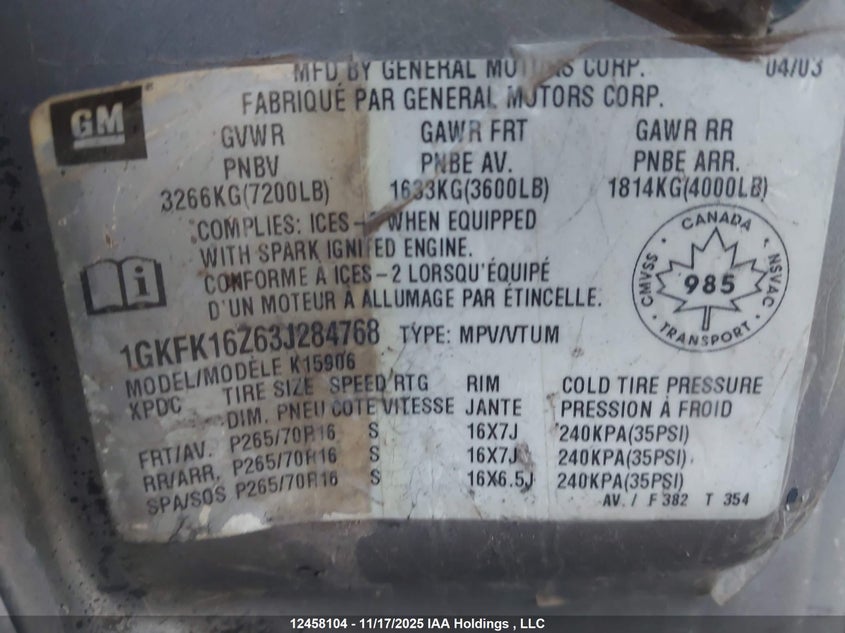 MFD BY GENERAL MOTORS CORP. 04/03
FABRIQUÉ PAR GENERAL MOTORS CORP.
GM
GVWR GAWR FRT GAWR RR
PNBV PNBE AV. PNBE ARR.
3266KG(7200LB) 1633KG(3600LB) 1814KG(4000LB)
COMPLIES: ICES- WHEN EQUIPPED
WITH SPARK IGNITED ENGINE.
CONFORME À ICES-2 LORSQU'ÉQUIPÉ
D'UN MOTEUR À ALLUMAGE PAR ÉTINCELLE.
CANADA
CMVSS 985 NSVAC
TRANSPORT
1GKFK16Z63J284768 TYPE: MPV/VTUM
MODEL/MODÈLE K15906
XPDC TIRE SIZE SPEED RTG RIM COLD TIRE PRESSURE
DIM. PNEU COTE VITESSE JANTE PRESSION À FROID
FRT/AV. P265/70R16 S 16X7J 240KPA(35PSI)
RR/ARR. P265/70R16 S 16X7J 240KPA(35PSI)
SPA/SOS P265/70R16 S 16X6.5J 240KPA(35PSI)
AV. / F 382 T 354
12458104 - 11/17/2025 IAA Holdings , LLC